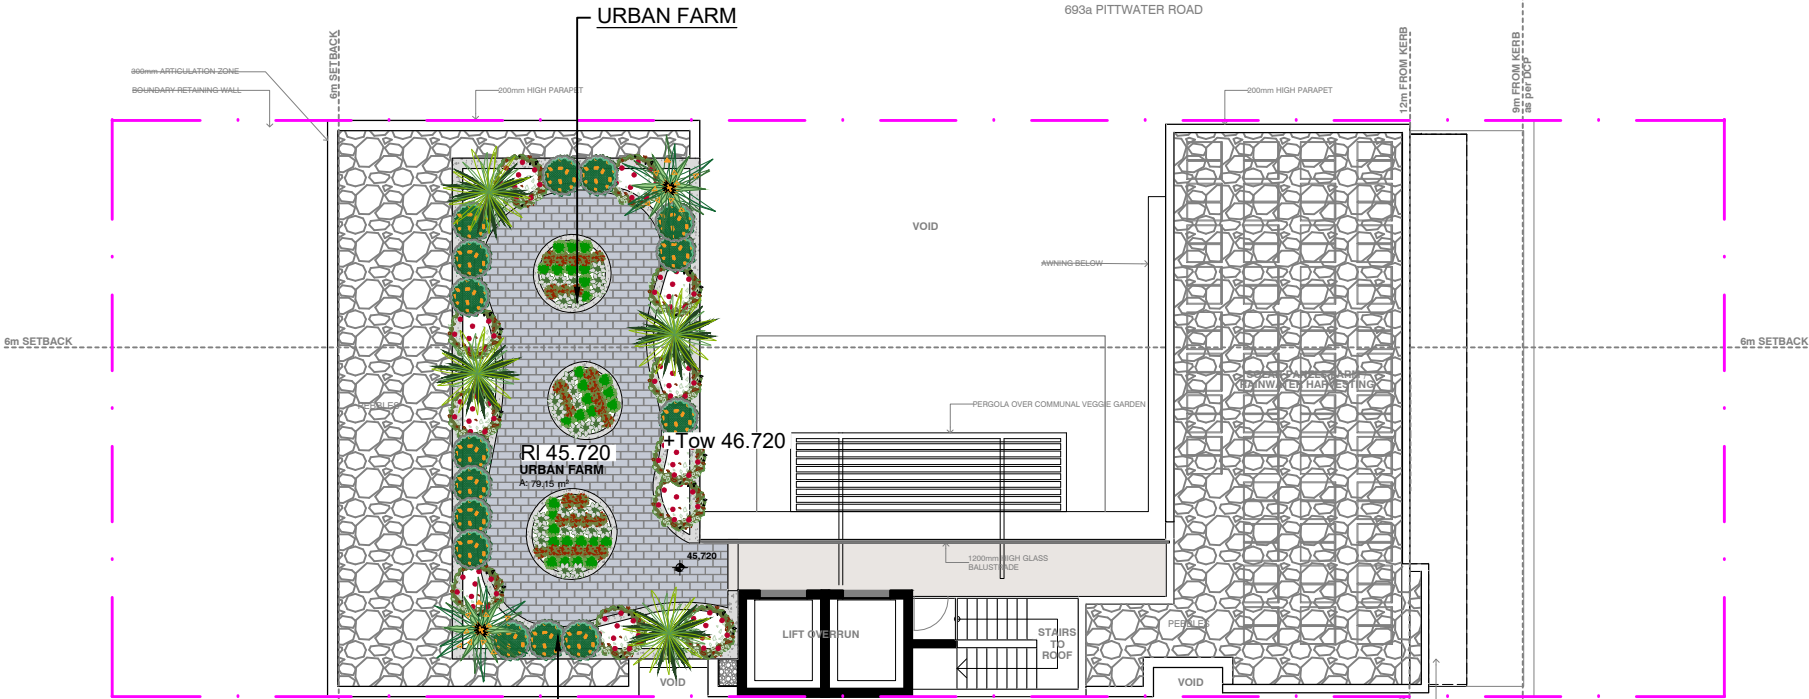 URBAN FARM
693a PITTWATER ROAD
6m SETBACK
12m FROM KERB
9m FROM KERB
as per DCP
300mm ARTICULATION ZONE
BOUNDARY RETAINING WALL
200mm HIGH PARAPET
200mm HIGH PARAPET
VOID
AWNING BELOW
6m SETBACK
6m SETBACK
RAINWATER HARVESTING
PEBBLES
PERGOLA OVER COMMUNAL VEGGIE GARDEN
+Tow 46.720
Rl 45.720
URBAN FARM
A: 79.15 m²
45.720
1200mm HIGH GLASS
BALUSTRADE
LIFT OVERRUN
STAIRS
TO
ROOF
PEBBLES
VOID
VOID